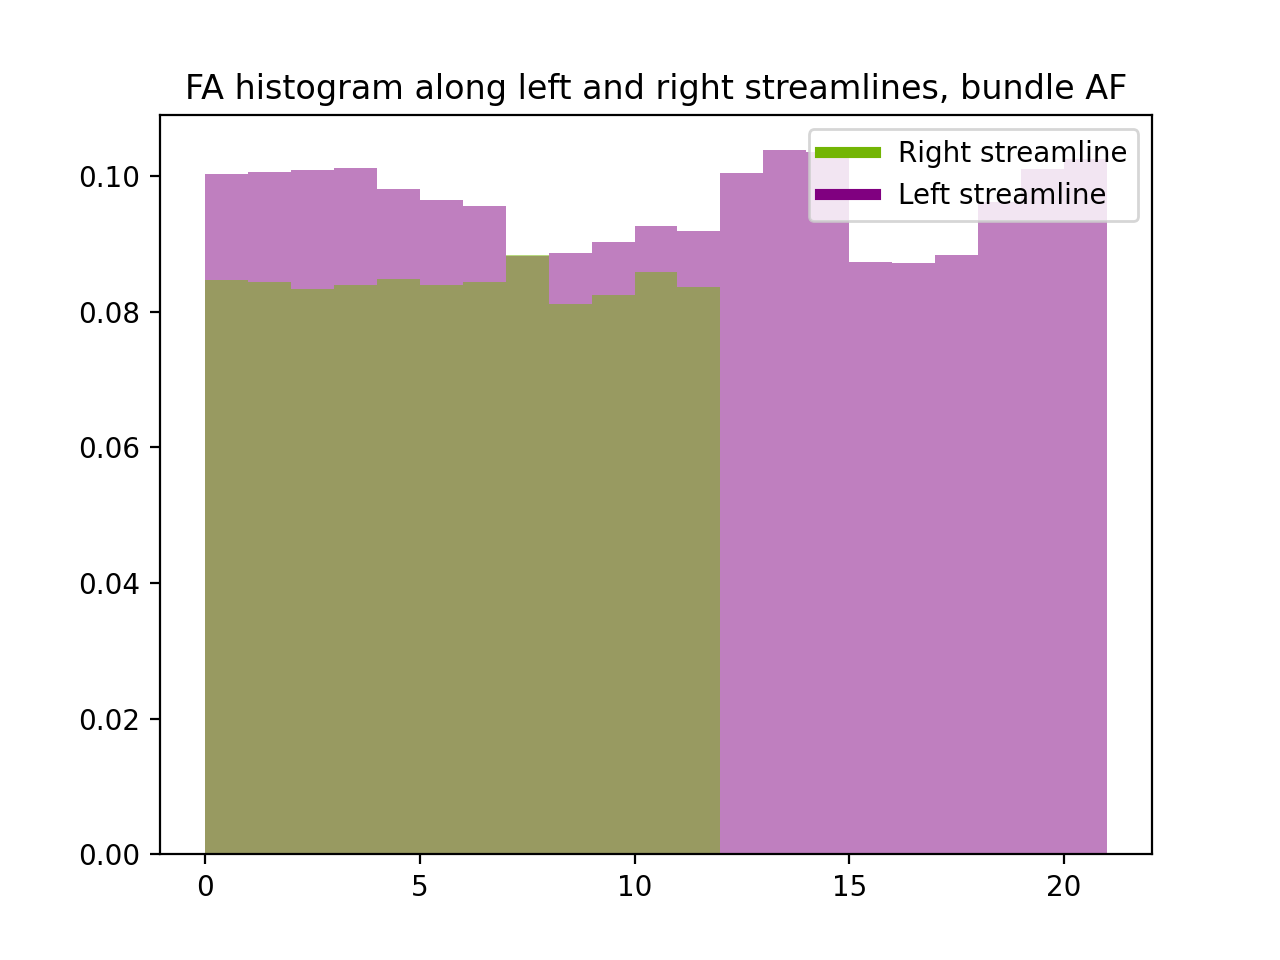 FA histogram along left and right streamlines, bundle AF
Right streamline
Left streamline
0.10
0.08
0.06
0.04
0.02
0.00
0 5 10 15 20